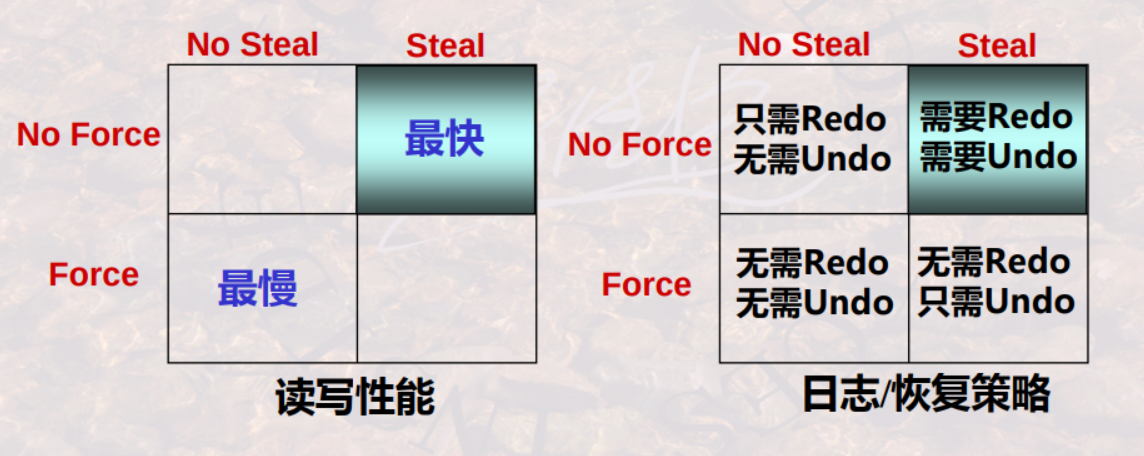 No Steal
Steal
No Force
最快
Force
最慢
读写性能
No Steal
Steal
No Force
只需Redo
无需Undo
需要Redo
需要Undo
Force
无需Redo
无需Undo
无需Redo
只需Undo
日志/恢复策略